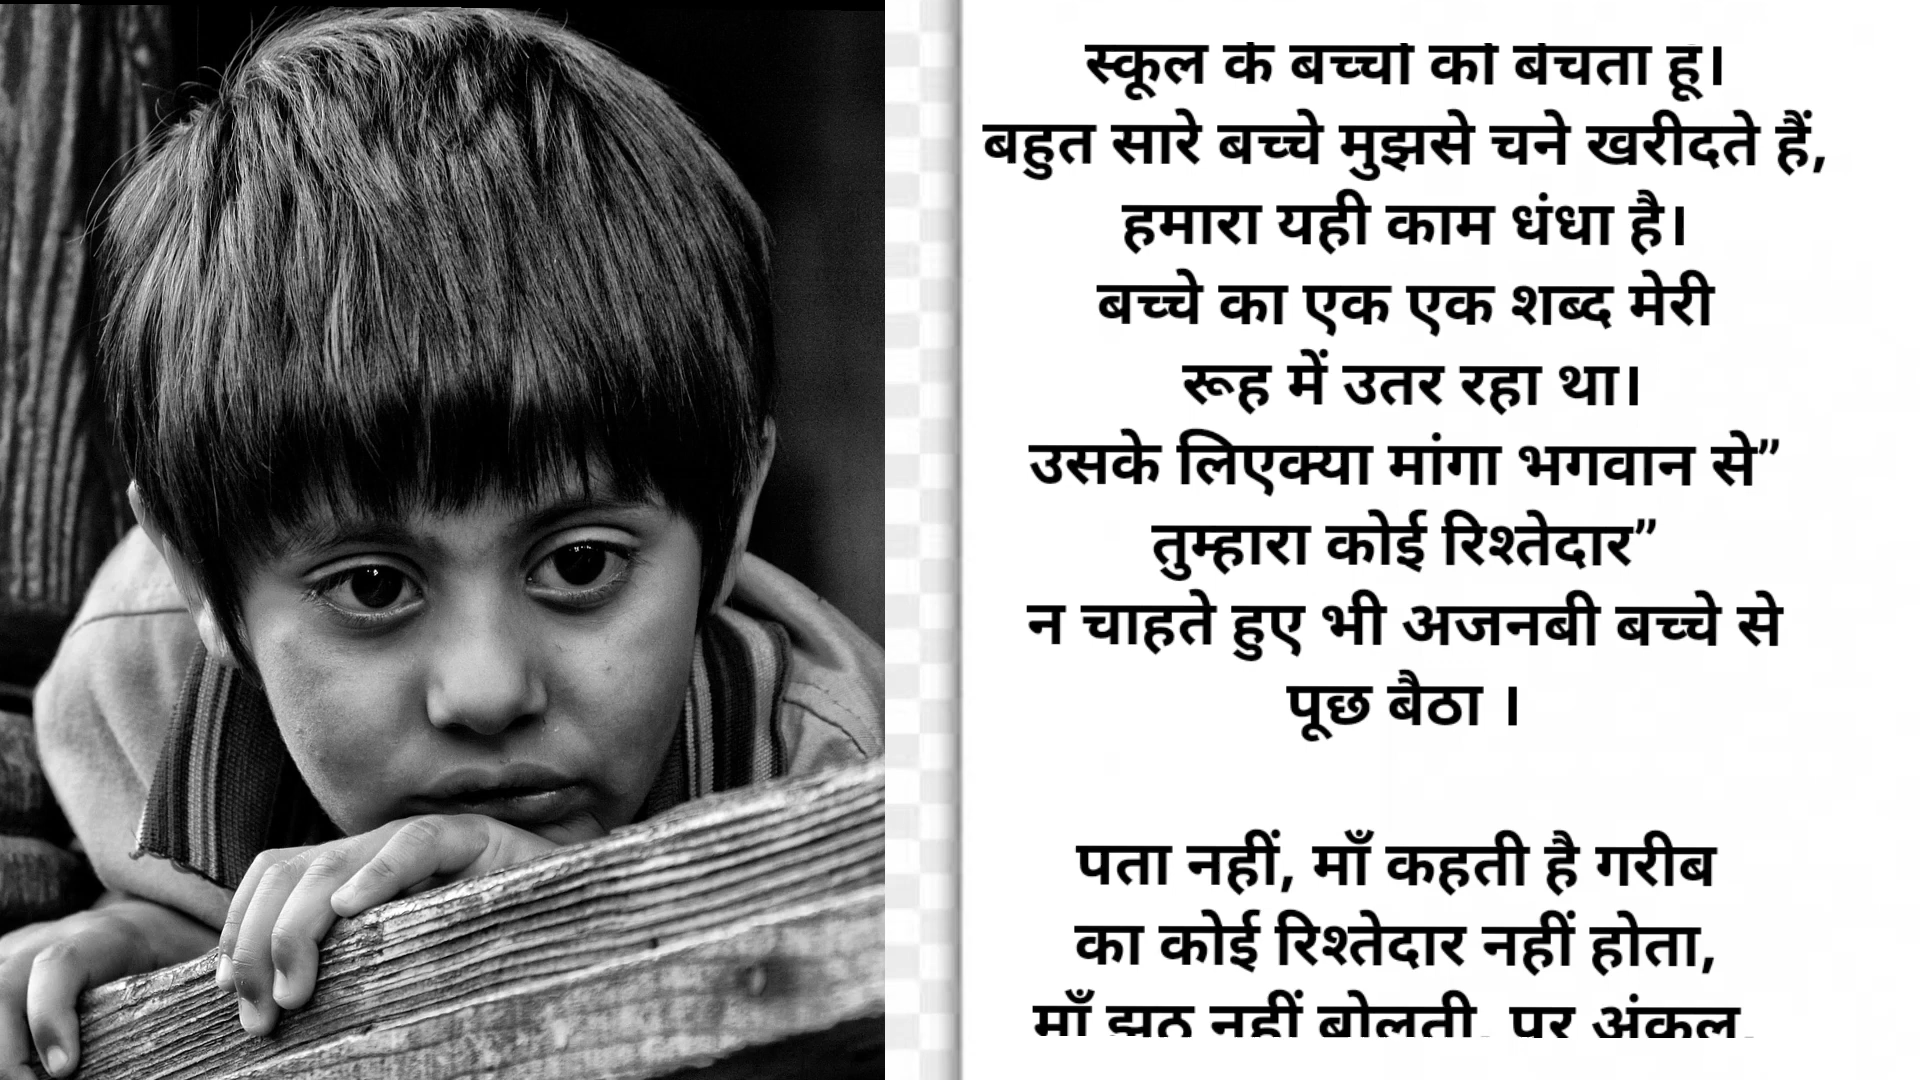 स्कूल के बच्चों को बेचता हूं।
बहुत सारे बच्चे मुझसे चने खरीदते हैं,
हमारा यही काम धंधा है।
बच्चे का एक एक शब्द मेरी
रूह में उतर रहा था।
उसके लिएक्या मांगा भगवान से”
तुम्हारा कोई रिश्तेदार”
न चाहते हुए भी अजनबी बच्चे से
पूछ बैठा ।
पता नहीं, माँ कहती है गरीब
का कोई रिश्तेदार नहीं होता,
माँ झूठ नहीं बोलती, पर अंकल,